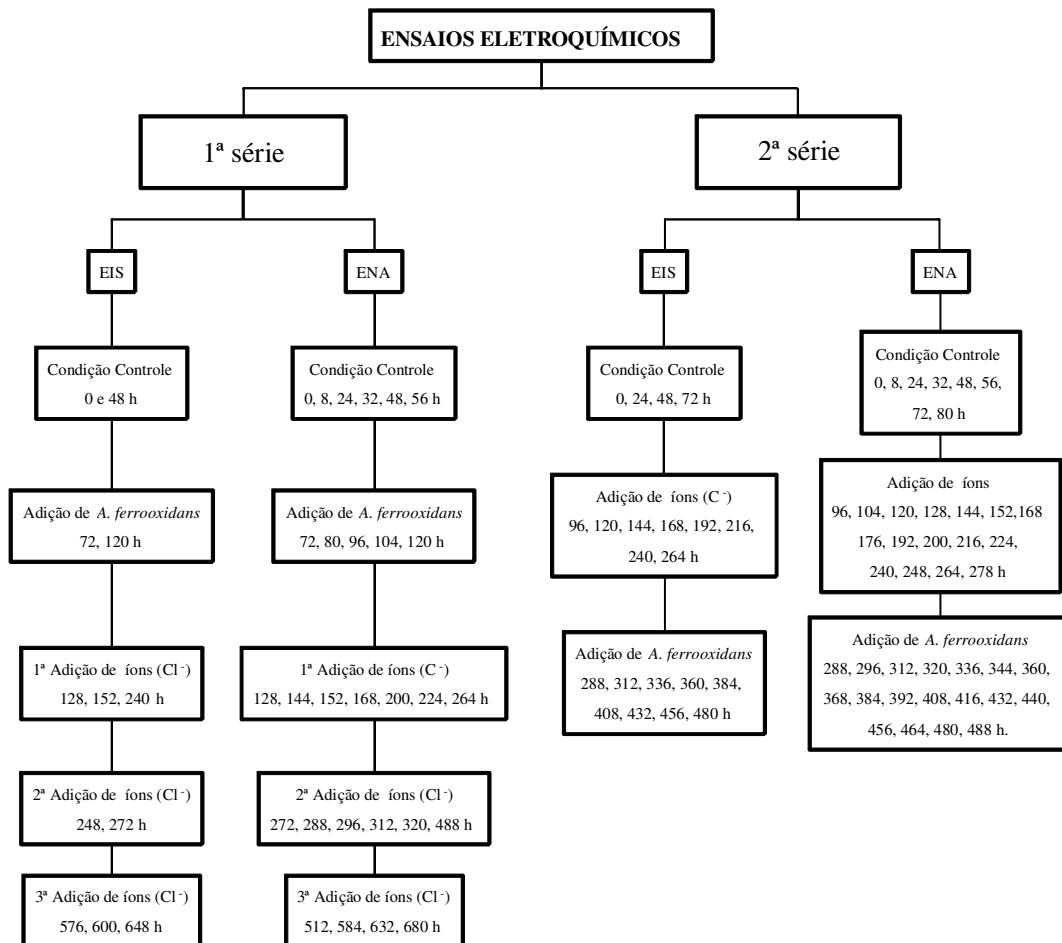 ENSAIOS ELETROQUÍMICOS
1ª série
2ª série
EIS
ENA
EIS
ENA
Condição Controle
0 e 48 h
Condição Controle
0, 8, 24, 32, 48, 56 h
Condição Controle
0, 24, 48, 72 h
Condição Controle
0, 8, 24, 32, 48, 56,
72, 80 h
Adição de A. ferrooxidans
72, 120 h
Adição de A. ferrooxidans
72, 80, 96, 104, 120 h
Adição de íons (C⁻)
96, 120, 144, 168, 192, 216,
240, 264 h
Adição de íons
96, 104, 120, 128, 144, 152,168
176, 192, 200, 216, 224,
240, 248, 264, 278 h
1ª Adição de íons (Cl⁻)
128, 152, 240 h
1ª Adição de íons (C⁻)
128, 144, 152, 168, 200, 224, 264 h
Adição de A. ferrooxidans
288, 312, 336, 360, 384,
408, 432, 456, 480 h
Adição de A. ferrooxidans
288, 296, 312, 320, 336, 344, 360,
368, 384, 392, 408, 416, 432, 440,
456, 464, 480, 488 h.
2ª Adição de íons (Cl⁻)
248, 272 h
2ª Adição de íons (Cl⁻)
272, 288, 296, 312, 320, 488 h
3ª Adição de íons (Cl⁻)
576, 600, 648 h
3ª Adição de íons (Cl⁻)
512, 584, 632, 680 h